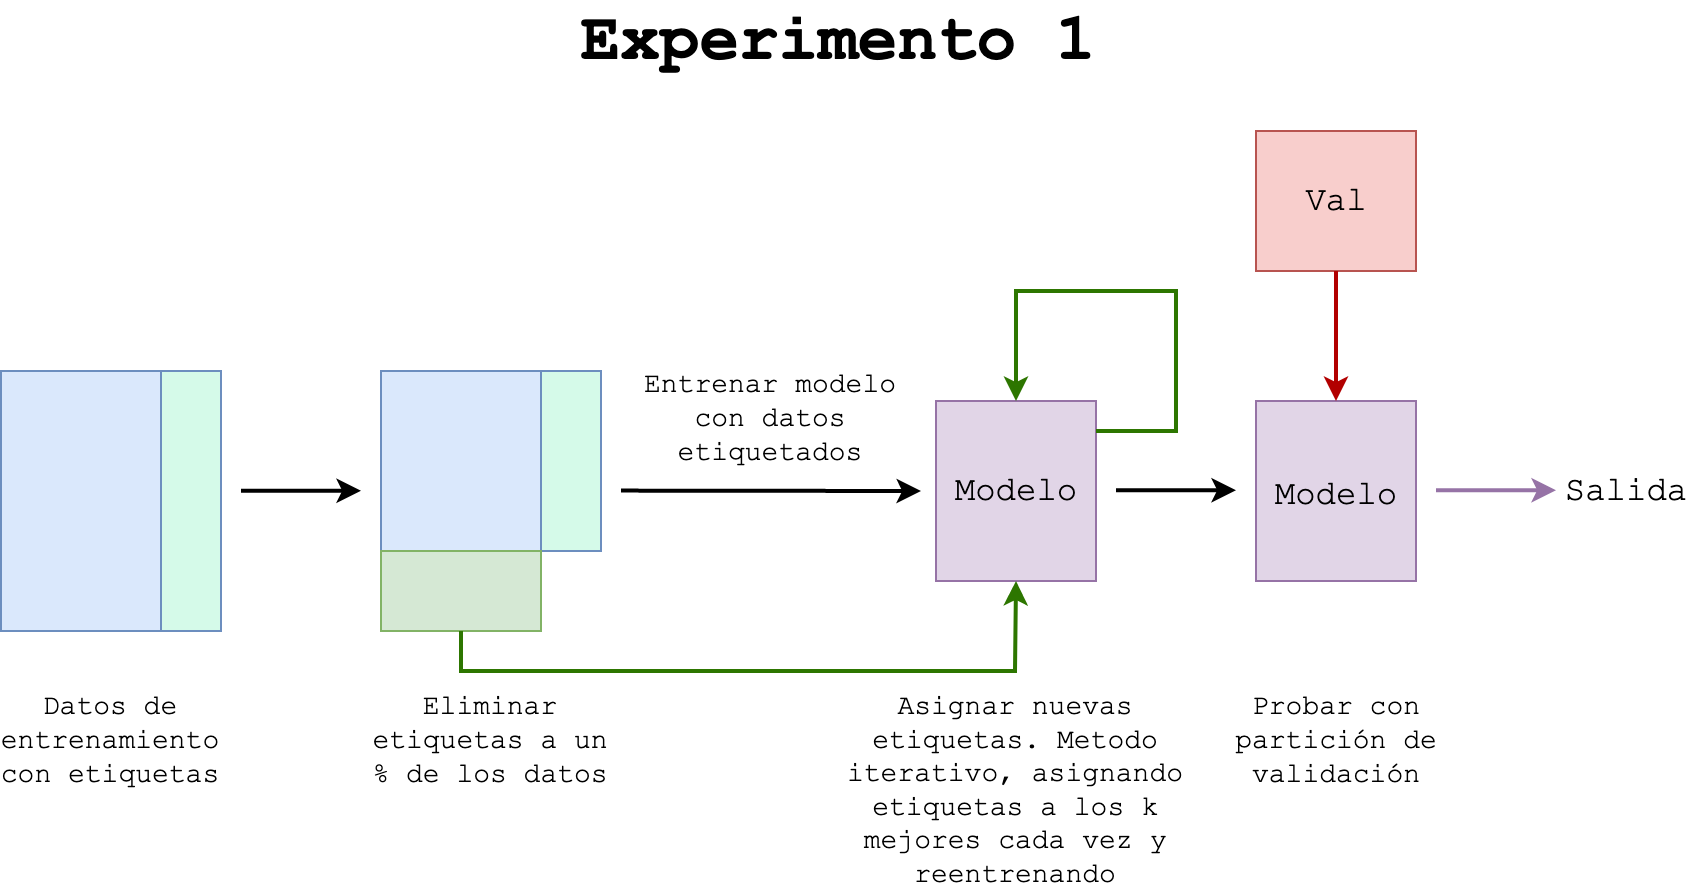 Experimento 1
Val
Entrenar modelo
con datos
etiquetados
Modelo
Modelo
Salida
Datos de
entrenamiento
con etiquetas
Eliminar
etiquetas a un
% de los datos
Asignar nuevas
etiquetas. Metodo
iterativo, asignando
etiquetas a los k
mejores cada vez y
reentrenando
Probar con
partición de
validación